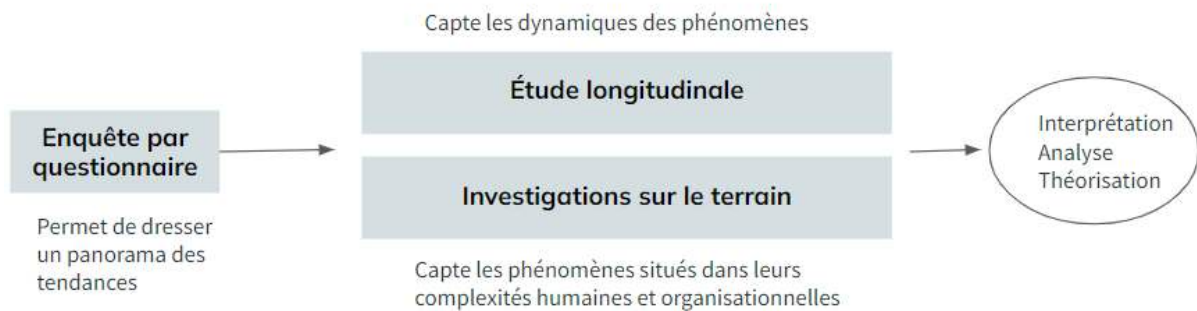 Capte les dynamiques des phénomènes
Étude longitudinale
Enquête par
questionnaire
Permet de dresser
un panorama des
tendances
Investigations sur le terrain
Capte les phénomènes situés dans leurs
complexités humaines et organisationnelles
Interprétation
Analyse
Théorisation